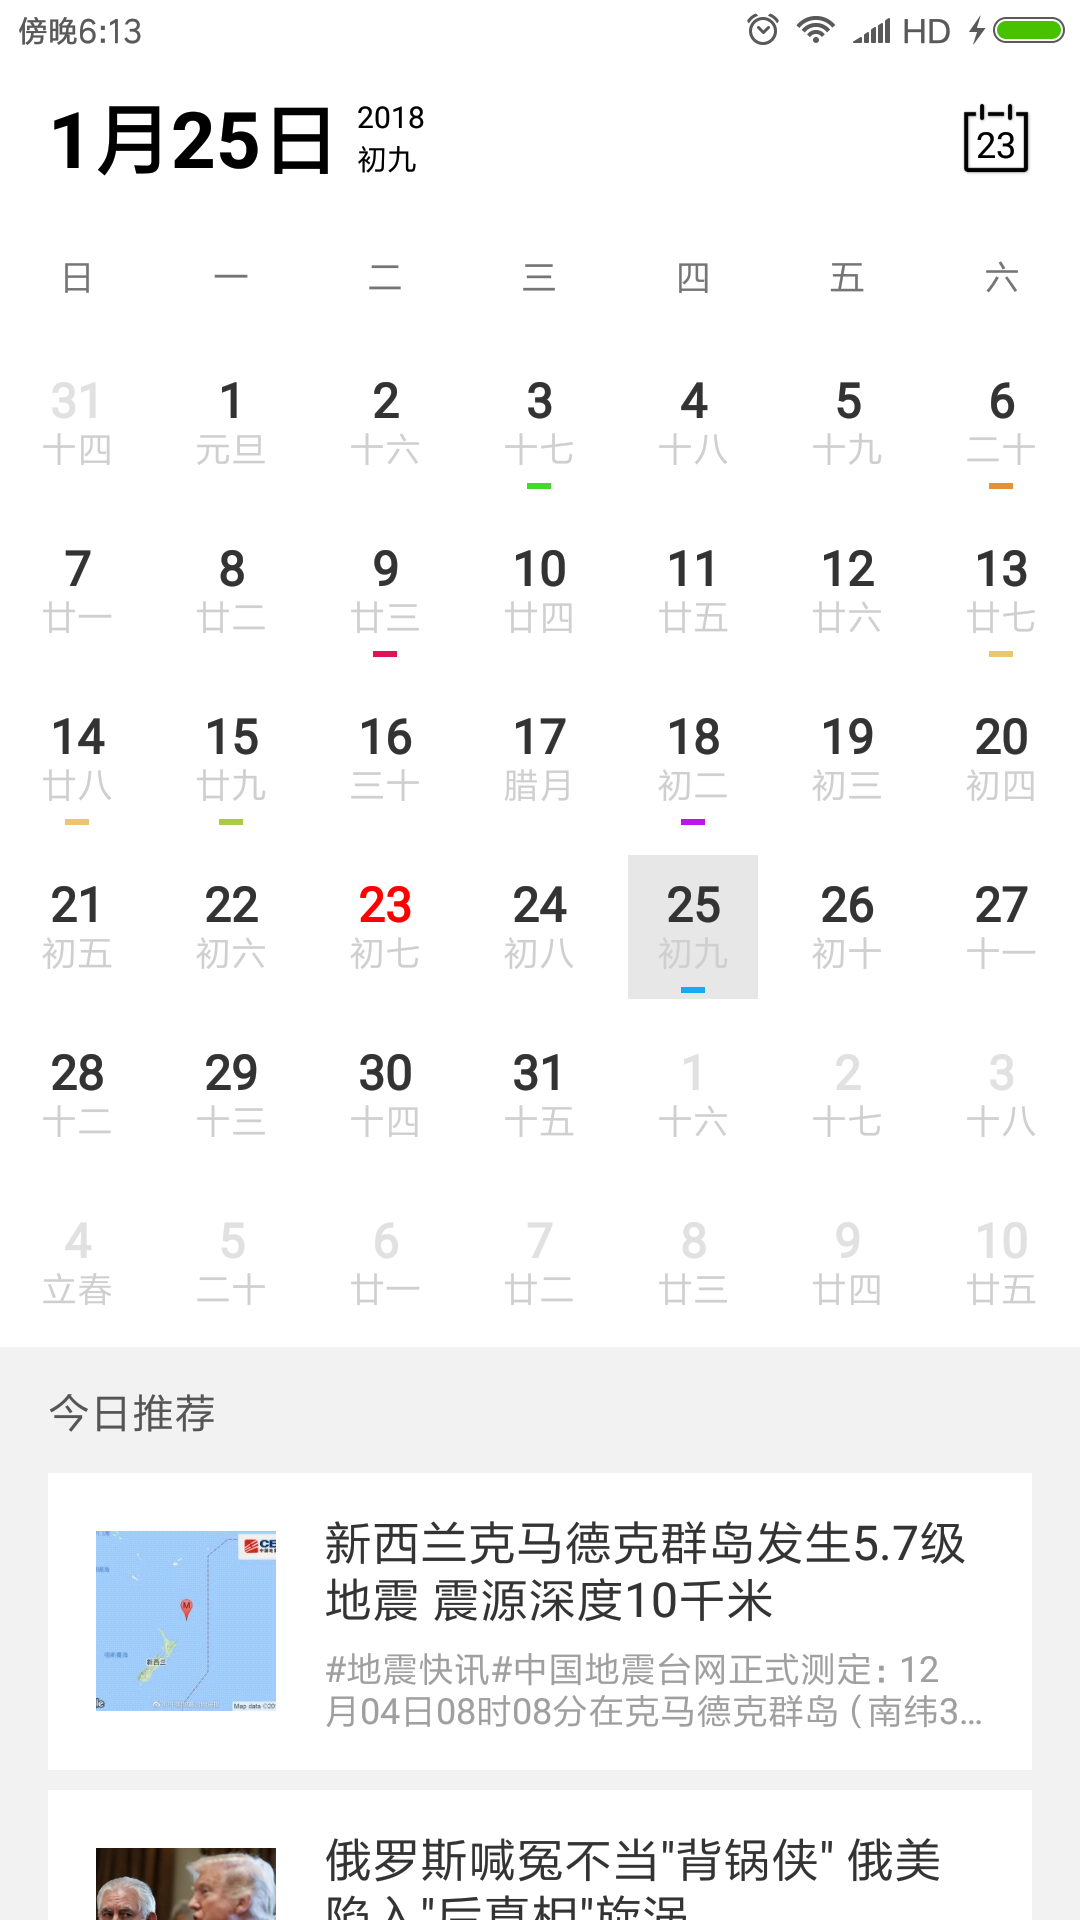 傍晚6:13 HD
1月25日 2018
初九
23
日 一 二 三 四 五 六
31 1 2 3 4 5 6
十四 元旦 十六 十七 十八 十九 二十
7 8 9 10 11 12 13
廿一 廿二 廿三 廿四 廿五 廿六 廿七
14 15 16 17 18 19 20
廿八 廿九 三十 腊月 初二 初三 初四
21 22 23 24 25 26 27
初五 初六 初七 初八 初九 初十 十一
28 29 30 31 1 2 3
十二 十三 十四 十五 十六 十七 十八
4 5 6 7 8 9 10
立春 二十 廿一 廿二 廿三 廿四 廿五
今日推荐
新西兰克马德克群岛发生5.7级
地震 震源深度10千米
#地震快讯#中国地震台网正式测定：12
月04日08时08分在克马德克群岛（南纬3...
新西兰
俄罗斯喊冤不当"背锅侠" 俄美
陷入"后真相"旋涡